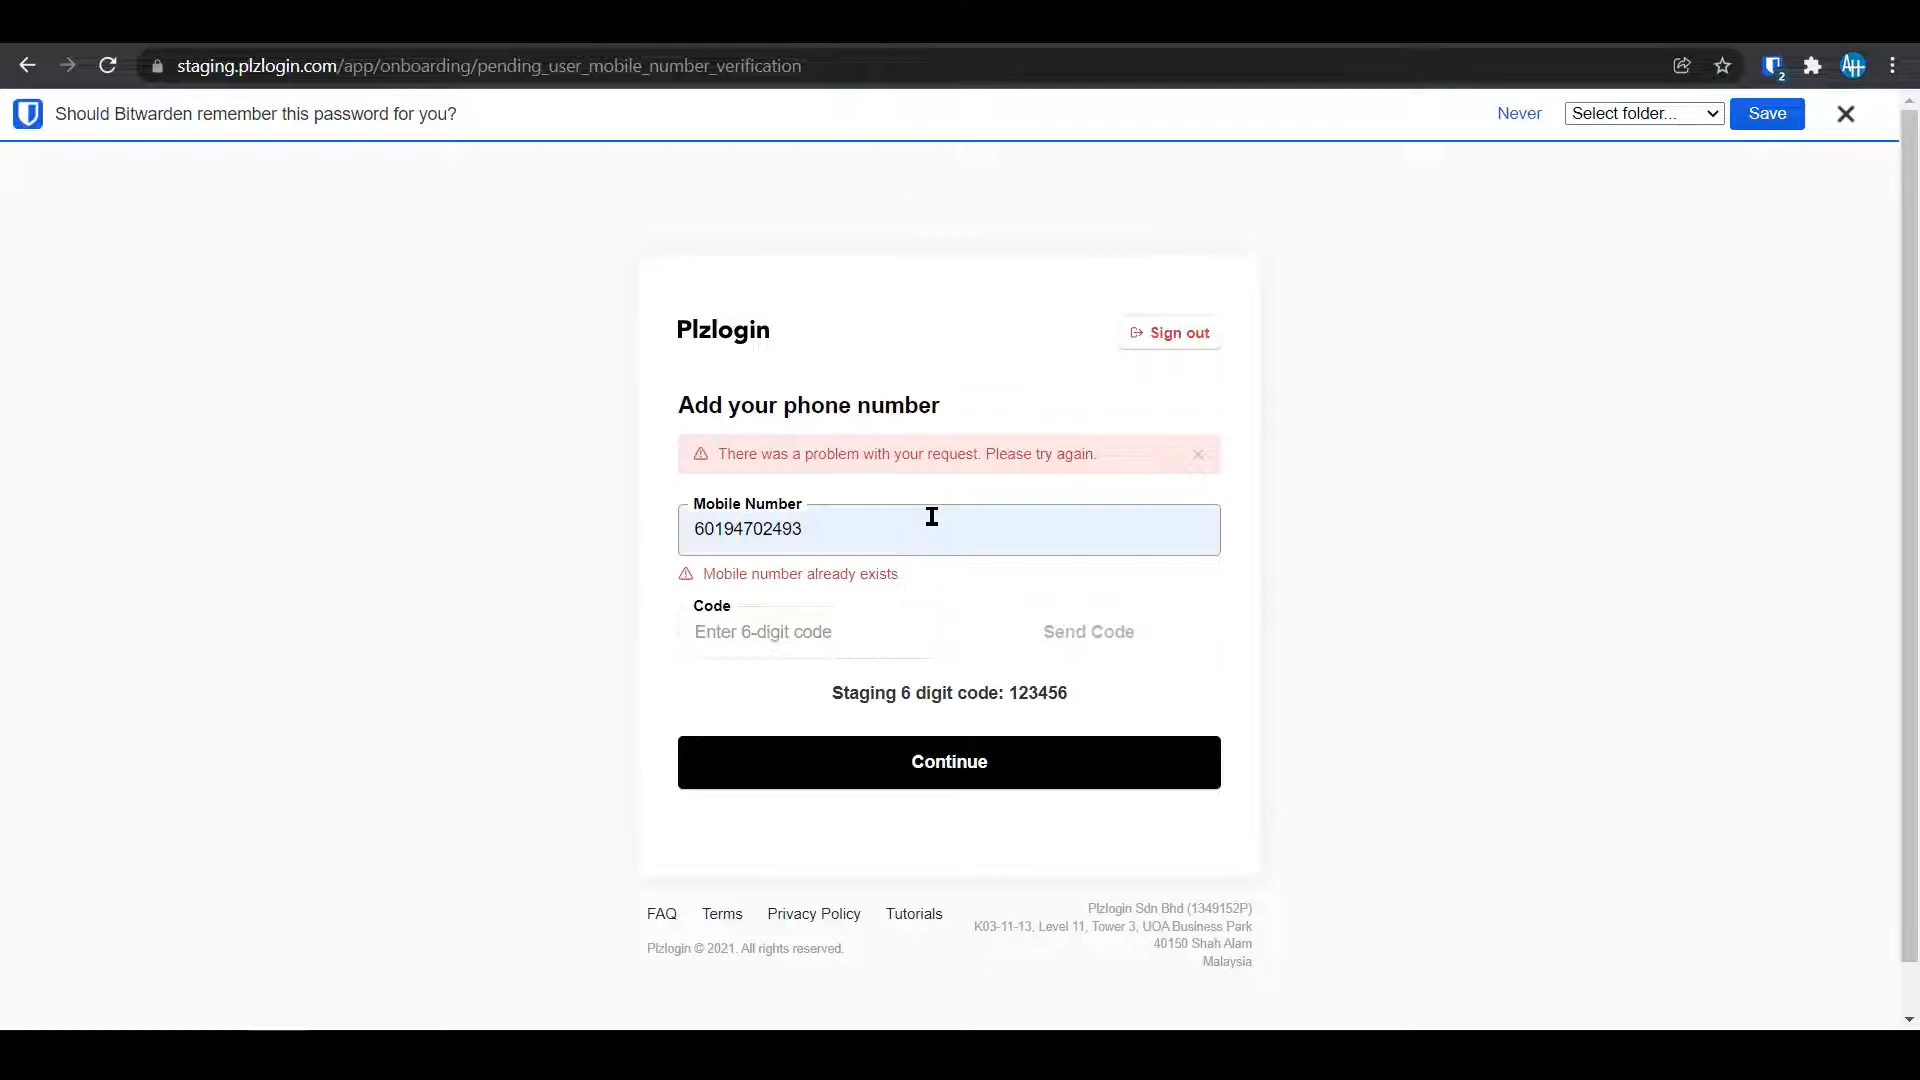 staging.plzlogin.com/app/onboarding/pending_user_mobile_number_verification
2
AH
Should Bitwarden remember this password for you?
Never
Select folder...
Save
Plzlogin
Sign out
Add your phone number
There was a problem with your request. Please try again.
Mobile Number
60194702493
Mobile number already exists
Code
Enter 6-digit code
Send Code
Staging 6 digit code: 123456
Continue
FAQ Terms Privacy Policy Tutorials
Plzlogin © 2021. All rights reserved.
Plzlogin Sdn Bhd (1349152P)
K03-11-13, Level 11, Tower 3, UOA Business Park
40150 Shah Alam
Malaysia